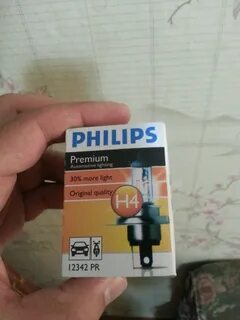 PHILIPS
Premium
Automotive lighting
30% more light
Original quality
H4
12342 PR